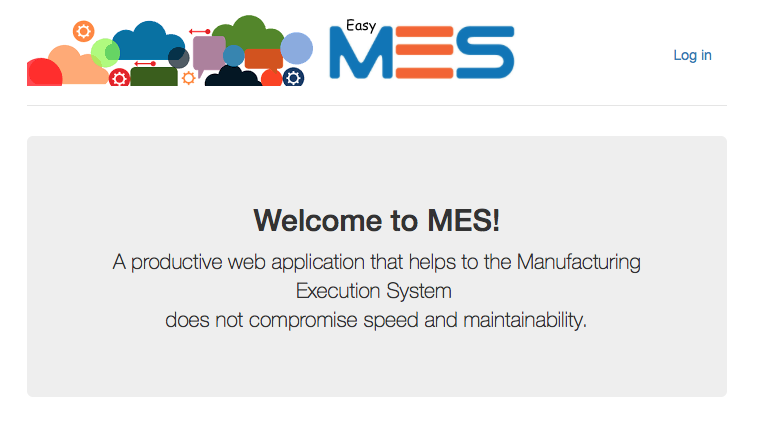 Easy
MES
Log in
Welcome to MES!
A productive web application that helps to the Manufacturing
Execution System
does not compromise speed and maintainability.